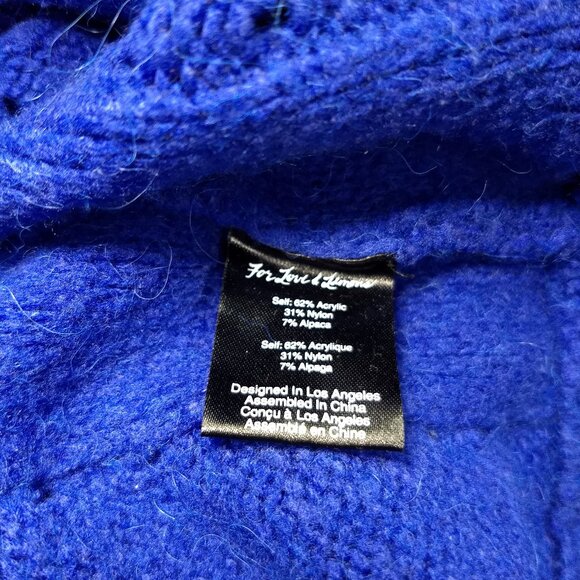 For Love & Lemons
Self: 62% Acrylic
31% Nylon
7% Alpaca
Self: 62% Acrylique
31% Nylon
7% Alpaga
Designed In Los Angeles
Assembled In China
Conçu à Los Angeles
Assemblé en Chine